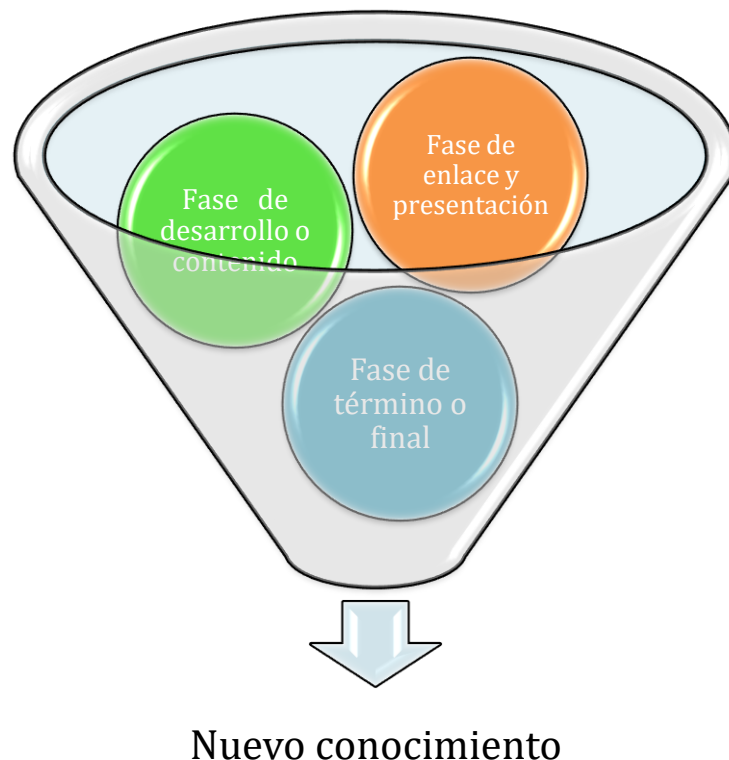 Fase de
enlace y
presentación
Fase de
desarrollo o
contenido
Fase de
término o
final
Nuevo conocimiento